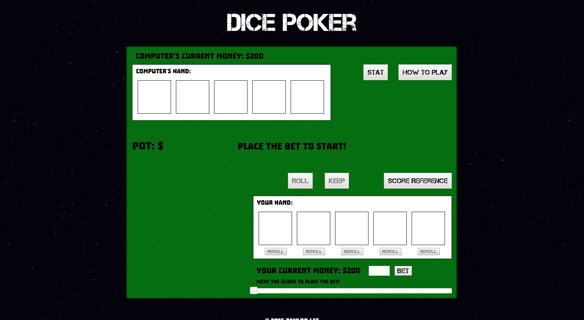 DICE POKER
COMPUTER'S CURRENT MONEY: $200
COMPUTER'S HAND:
STAT
HOW TO PLAY
POT: $
PLACE THE BET TO START!
ROLL
KEEP
SCORE REFERENCE
YOUR HAND:
REROLL
REROLL
REROLL
REROLL
REROLL
YOUR CURRENT MONEY: $200
BET
MOVE THE SLIDER TO PLACE THE BET!